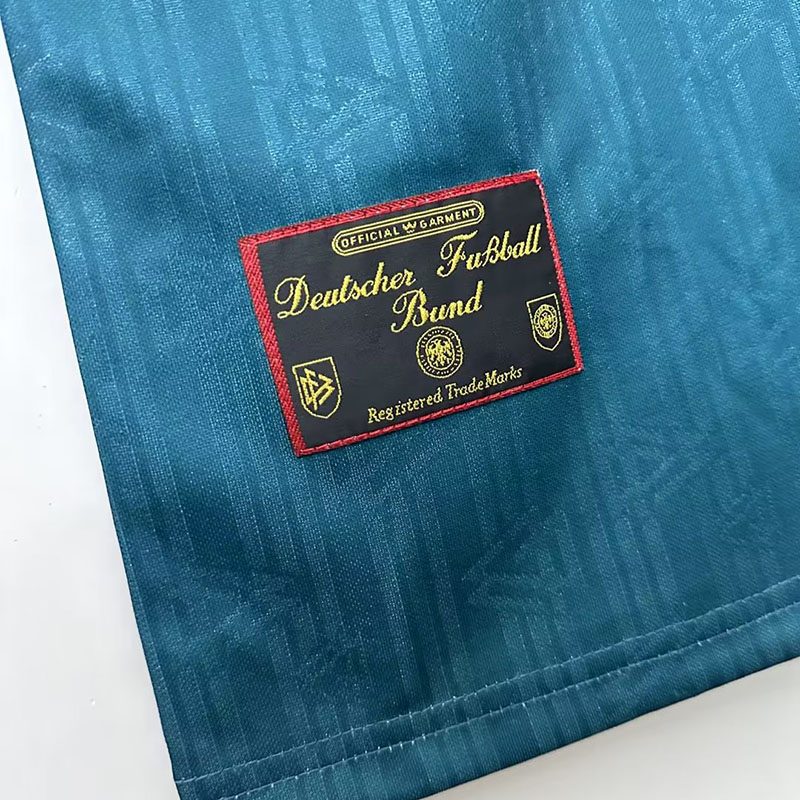 OFFICIAL GARMENT
Deutscher Fußball
Bund
Registered TradeMarks